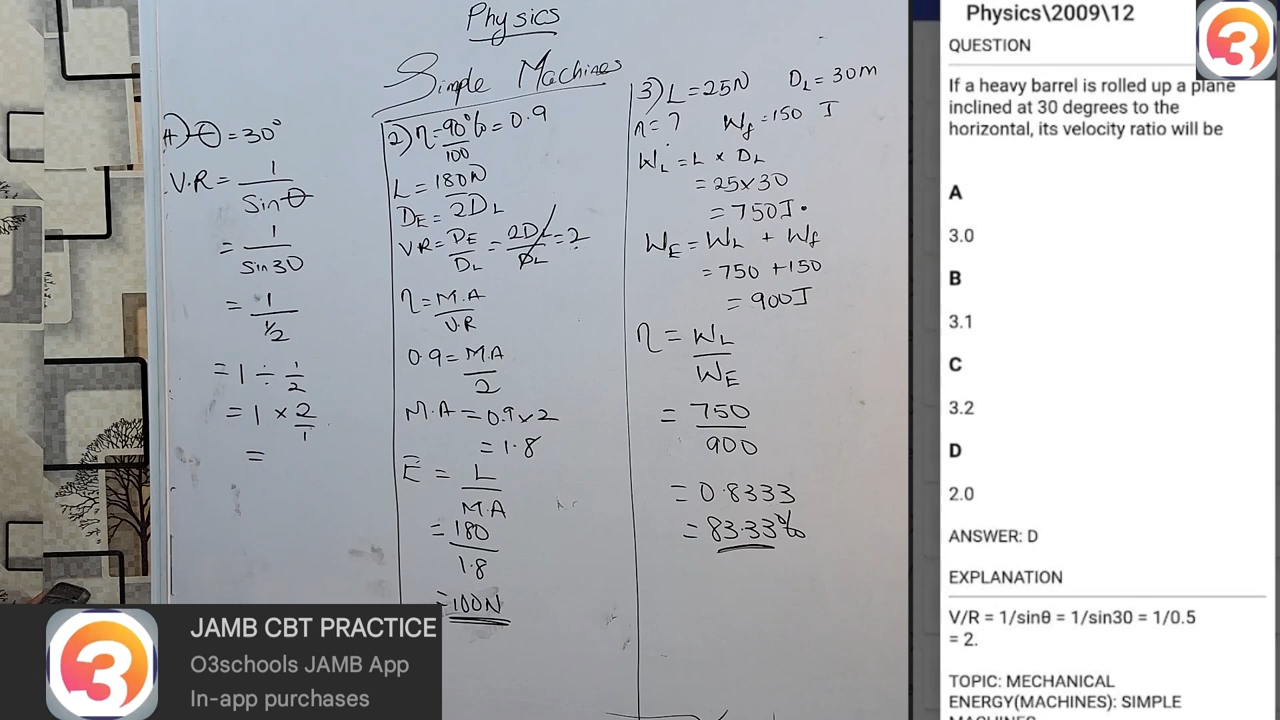 Physics
Simple Machines
4) θ = 30°
V.R = 1
Sinθ
= 1
Sin30
= 1
1/2
= 1 ÷ 1/2
= 1 × 2/1
=
2) η = 90% = 0.9
100
L = 180N
DE = 2DL
VR = DE = 2DL = 2
DL DL
η = M.A
V.R
0.9 = M.A
2
M.A = 0.9 × 2
= 1.8
E = L
M.A
= 180
1.8
= 100N
3) L = 25N DL = 30m
η = ? Wf = 150 J
WL = L × DL
= 25 × 30
= 750J.
WE = WL + Wf
= 750 + 150
= 900J
η = WL
WE
= 750
900
= 0.8333
= 83.33%
3
JAMB CBT PRACTICE
O3schools JAMB App
In-app purchases
Physics\2009\12
3
QUESTION
If a heavy barrel is rolled up a plane
inclined at 30 degrees to the
horizontal, its velocity ratio will be
A
3.0
B
3.1
C
3.2
D
2.0
ANSWER: D
EXPLANATION
V/R = 1/sinθ = 1/sin30 = 1/0.5
= 2.
TOPIC: MECHANICAL
ENERGY(MACHINES): SIMPLE
MACHINES